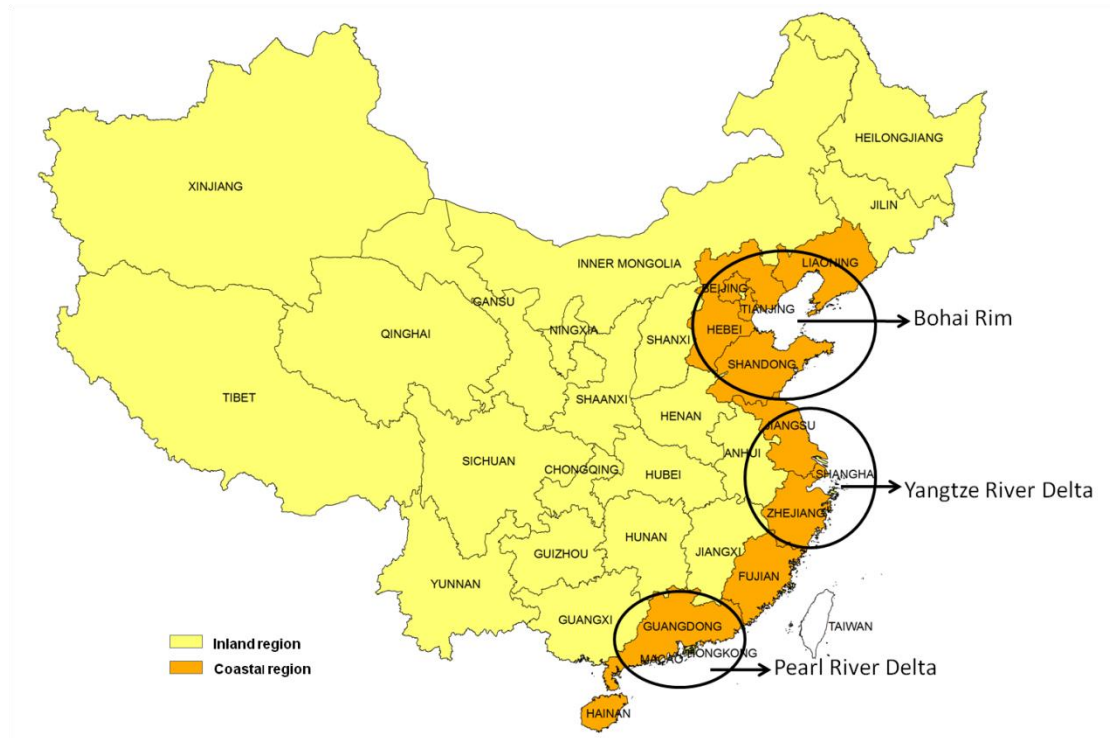 HEILONGJIANG
XINJIANG
JILIN
INNER MONGOLIA
LIAONING
BEIJING
GANSU
TIANJING
Bohai Rim
QINGHAI
NINGXIA
HEBEI
SHANXI
SHANDONG
TIBET
SHAANXI
HENAN
JIANGSU
ANHUI
SICHUAN
CHONGQING
HUBEI
SHANGHA
Yangtze River Delta
ZHEJIANG
HUNAN
GUIZHOU
JIANGXI
YUNNAN
FUJIAN
GUANGXI
GUANGDONG
TAIWAN
Inland region
HONGKONG
MACAO
Coastal region
Pearl River Delta
HAINAN